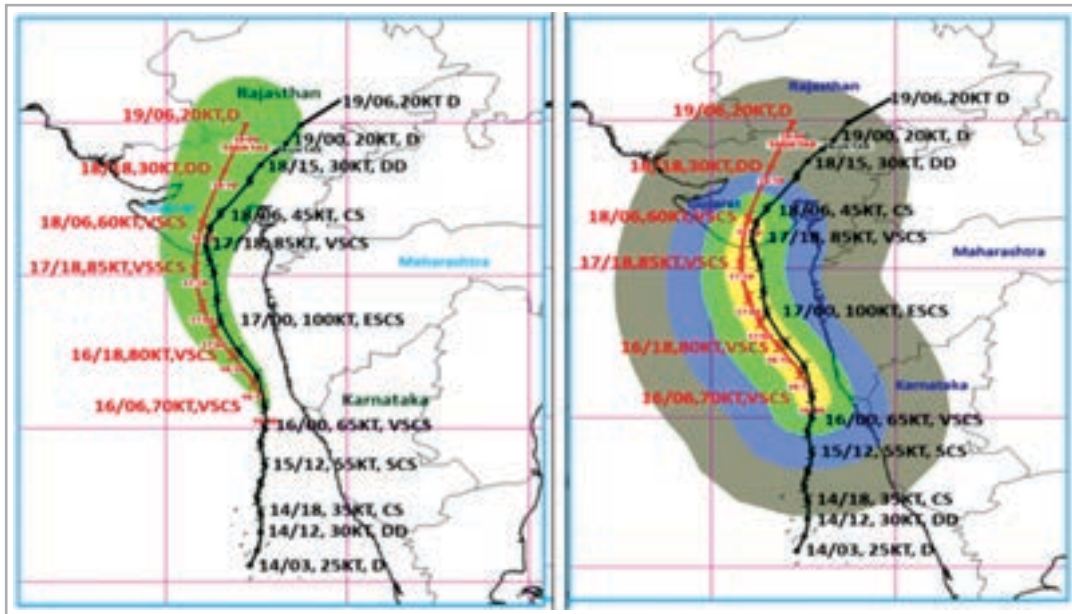 Rajasthan
19/06,20KT D
19/06,20KT,D
19/00, 20KT, D
18/18,30KT,DD
18/15, 30KT, DD
18/06,60KT,VSCS
18/06, 45KT, CS
17/18,85KT, VSCS
Maharashtra
17/18,85KT,VSSCS
17/00, 100KT, ESCS
16/18,80KT,VSCS
16/06,70KT,VSCS
Karnataka
16/00, 65KT, VSCS
15/12, 55KT, SCS
14/18, 35KT, CS
14/12, 30KT, DD
14/03, 25KT, D
Rajasthan
19/06,20KT D
19/06,20KT,D
19/00, 20KT, D
18/18,30KT,DD
18/15, 30KT, DD
Gujarat
18/06,60KT,VSCS
18/06, 45KT, CS
17/18, 85KT, VSCS
Maharashtra
17/18,85KT,VSCS
17/00, 100KT, ESCS
16/18,80KT,VSCS
Karnataka
16/06,70KT,VSCS
16/00, 65KT, VSCS
15/12, 55KT, SCS
14/18, 35KT, CS
14/12, 30KT, DD
14/03, 25KT, D